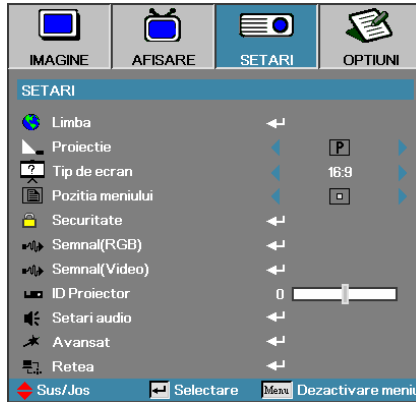 IMAGINE AFISARE SETARI OPTIUNI
SETARI
Limba
Proiectie P
Tip de ecran 16:9
Pozitia meniului
Securitate
Semnal(RGB)
Semnal(Video)
ID Proiector 0
Setari audio
Avansat
Retea
Sus/Jos Selectare Menu Dezactivare meniu